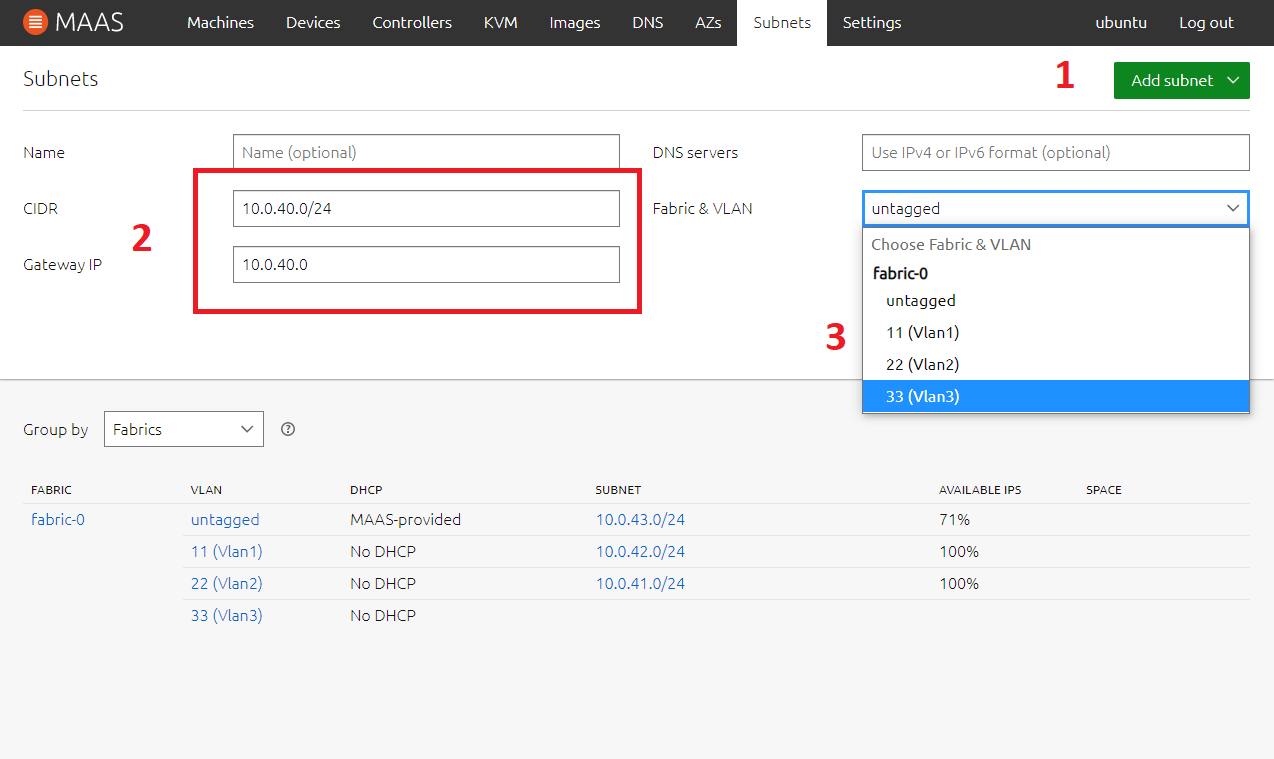 MAAS Machines Devices Controllers KVM Images DNS AZs Subnets Settings ubuntu Log out
Subnets 1 Add subnet
Name Name (optional) DNS servers Use IPv4 or IPv6 format (optional)
CIDR 10.0.40.0/24 Fabric & VLAN untagged
2
Gateway IP 10.0.40.0
Choose Fabric & VLAN
fabric-0
untagged
3 11 (Vlan1)
22 (Vlan2)
33 (Vlan3)
Group by Fabrics ?
FABRIC VLAN DHCP SUBNET AVAILABLE IPS SPACE
fabric-0 untagged MAAS-provided 10.0.43.0/24 71%
11 (Vlan1) No DHCP 10.0.42.0/24 100%
22 (Vlan2) No DHCP 10.0.41.0/24 100%
33 (Vlan3) No DHCP